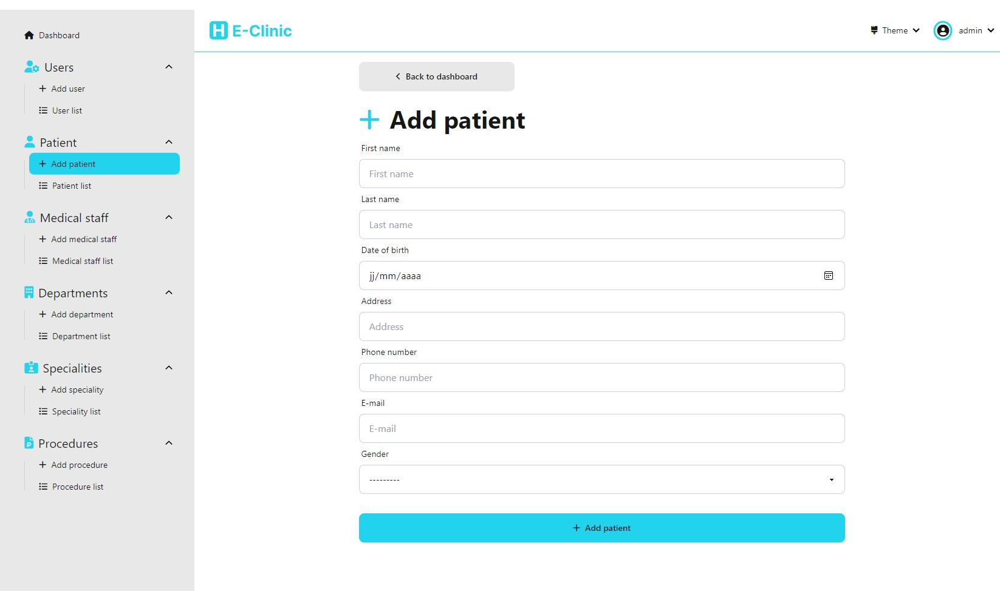 Dashboard
Users
Add user
User list
Patient
Add patient
Patient list
Medical staff
Add medical staff
Medical staff list
Departments
Add department
Department list
Specialities
Add speciality
Speciality list
Procedures
Add procedure
Procedure list
H E-Clinic
Theme
admin
Back to dashboard
Add patient
First name
First name
Last name
Last name
Date of birth
jj/mm/aaaa
Address
Address
Phone number
Phone number
E-mail
E-mail
Gender
---------
Add patient